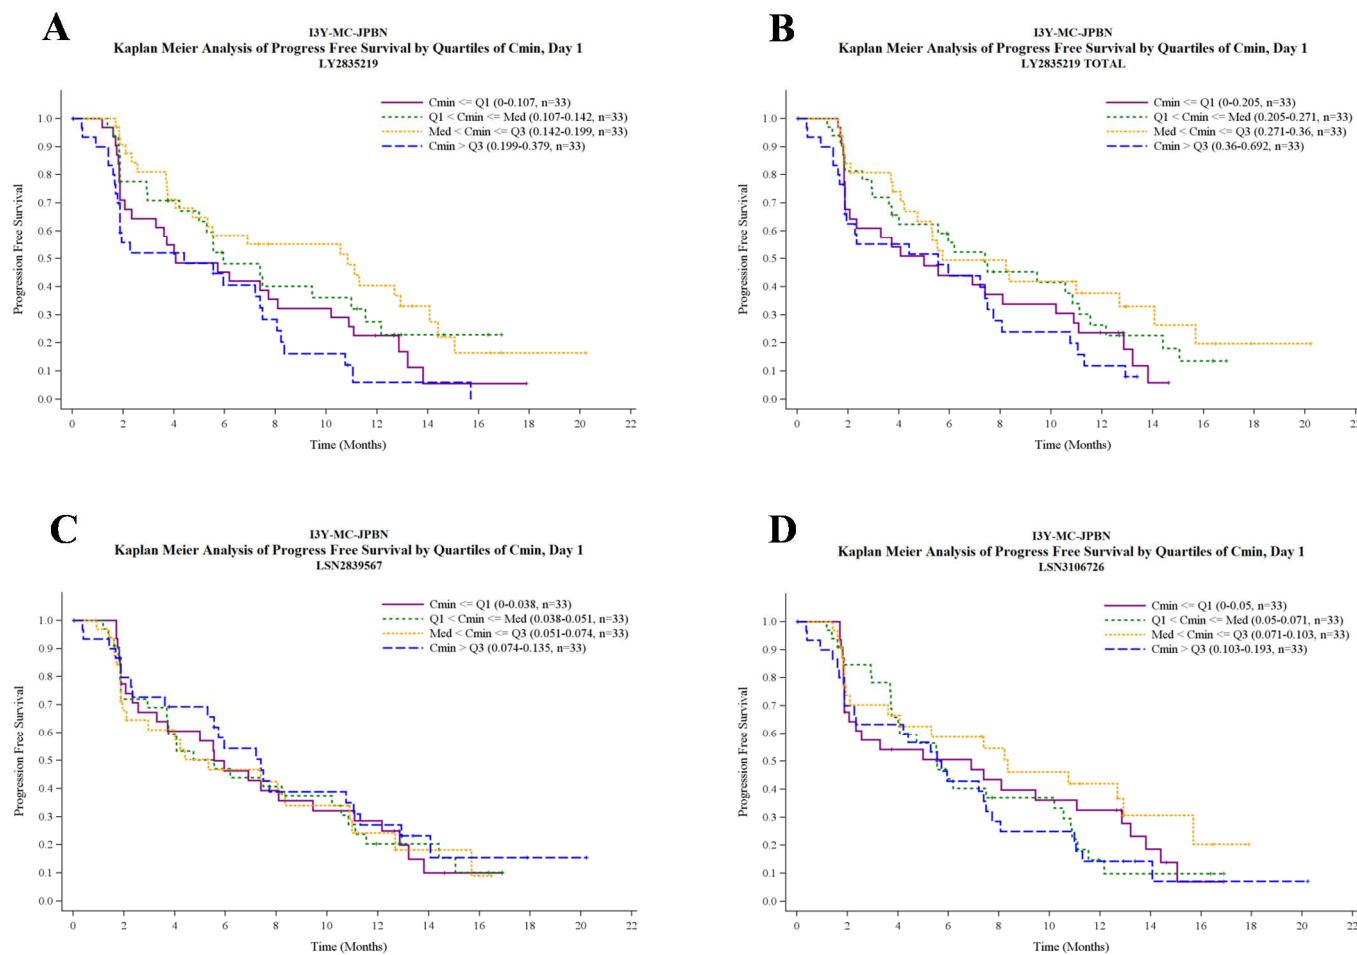 A
I3Y-MC-JPBN
Kaplan Meier Analysis of Progress Free Survival by Quartiles of Cmin, Day 1
LY2835219
Cmin <= Q1 (0-0.107, n=33)
Q1 < Cmin <= Med (0.107-0.142, n=33)
Med < Cmin <= Q3 (0.142-0.199, n=33)
Cmin > Q3 (0.199-0.379, n=33)
Progression Free Survival
1.0
0.9
0.8
0.7
0.6
0.5
0.4
0.3
0.2
0.1
0.0
0 2 4 6 8 10 12 14 16 18 20 22
Time (Months)
B
I3Y-MC-JPBN
Kaplan Meier Analysis of Progress Free Survival by Quartiles of Cmin, Day 1
LY2835219 TOTAL
Cmin <= Q1 (0-0.205, n=33)
Q1 < Cmin <= Med (0.205-0.271, n=33)
Med < Cmin <= Q3 (0.271-0.36, n=33)
Cmin > Q3 (0.36-0.692, n=33)
Progression Free Survival
1.0
0.9
0.8
0.7
0.6
0.5
0.4
0.3
0.2
0.1
0.0
0 2 4 6 8 10 12 14 16 18 20 22
Time (Months)
C
I3Y-MC-JPBN
Kaplan Meier Analysis of Progress Free Survival by Quartiles of Cmin, Day 1
LSN2839567
Cmin <= Q1 (0-0.038, n=33)
Q1 < Cmin <= Med (0.038-0.051, n=33)
Med < Cmin <= Q3 (0.051-0.074, n=33)
Cmin > Q3 (0.074-0.135, n=33)
Progression Free Survival
1.0
0.9
0.8
0.7
0.6
0.5
0.4
0.3
0.2
0.1
0.0
0 2 4 6 8 10 12 14 16 18 20 22
Time (Months)
D
I3Y-MC-JPBN
Kaplan Meier Analysis of Progress Free Survival by Quartiles of Cmin, Day 1
LSN3106726
Cmin <= Q1 (0-0.05, n=33)
Q1 < Cmin <= Med (0.05-0.071, n=33)
Med < Cmin <= Q3 (0.071-0.103, n=33)
Cmin > Q3 (0.103-0.193, n=33)
Progression Free Survival
1.0
0.9
0.8
0.7
0.6
0.5
0.4
0.3
0.2
0.1
0.0
0 2 4 6 8 10 12 14 16 18 20 22
Time (Months)